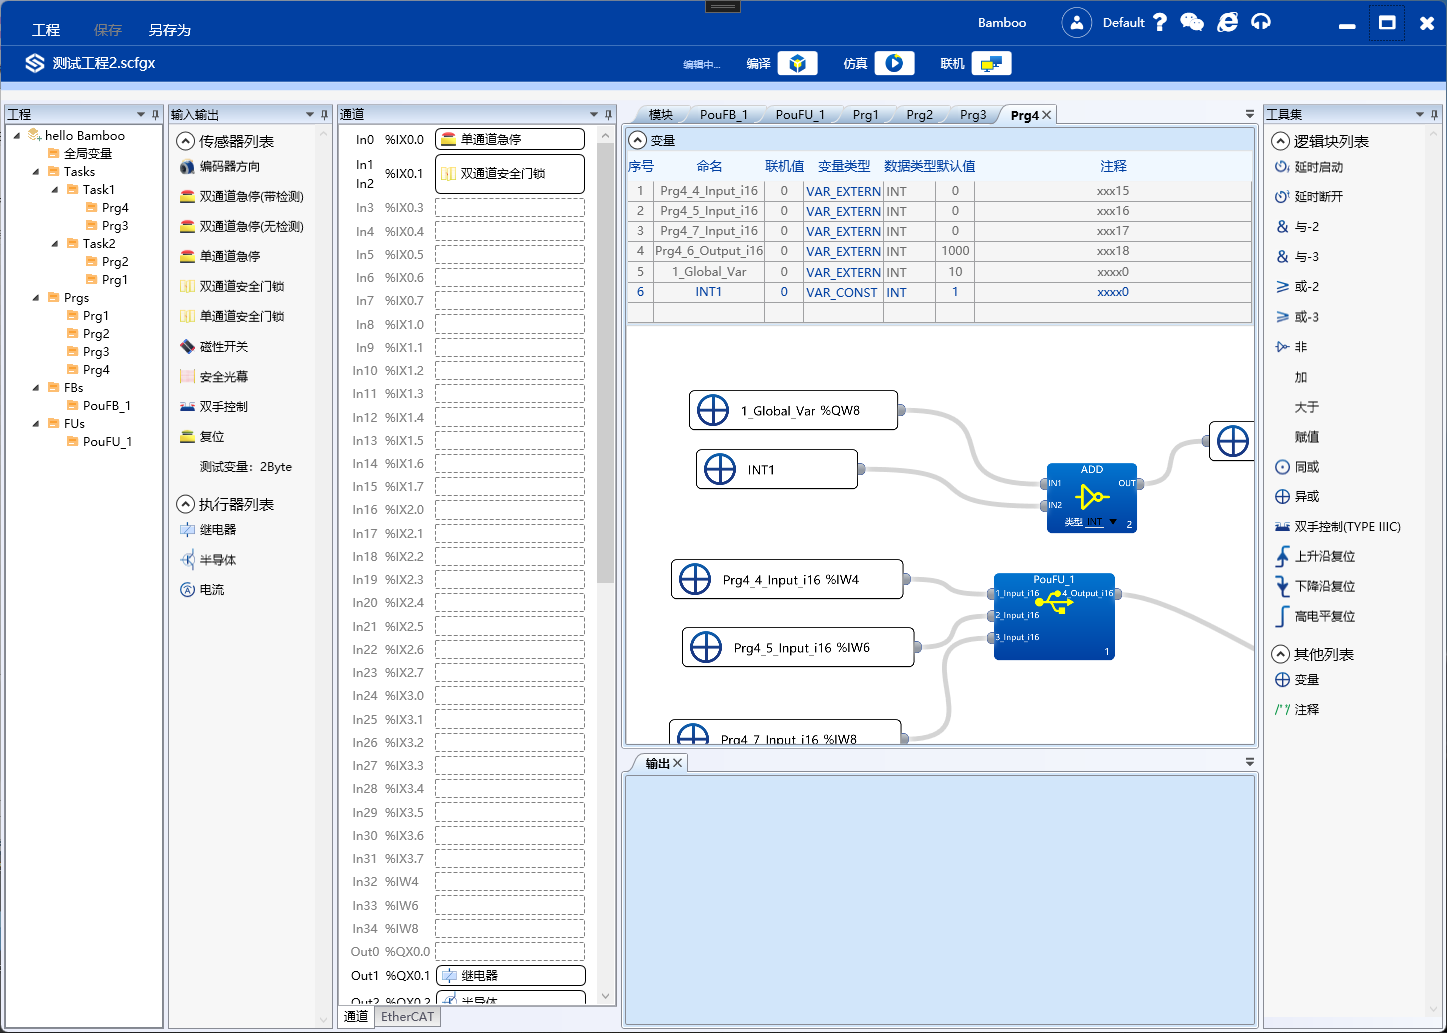 工程 保存 另存为
Bamboo Default
测试工程2.scfgx
编辑中... 编译 仿真 联机
工程
hello Bamboo
全局变量
Tasks
Task1
Prg4
Prg3
Task2
Prg2
Prg1
Prgs
Prg1
Prg2
Prg3
Prg4
FBs
PouFB_1
FUs
PouFU_1
输入输出
传感器列表
编码器方向
双通道急停(带检测)
双通道急停(无检测)
单通道急停
双通道安全门锁
单通道安全门锁
磁性开关
安全光幕
双手控制
复位
测试变量：2Byte
执行器列表
继电器
半导体
电流
通道
In0 %IX0.0 单通道急停
In1
In2 %IX0.1 双通道安全门锁
In3 %IX0.3
In4 %IX0.4
In5 %IX0.5
In6 %IX0.6
In7 %IX0.7
In8 %IX1.0
In9 %IX1.1
In10 %IX1.2
In11 %IX1.3
In12 %IX1.4
In13 %IX1.5
In14 %IX1.6
In15 %IX1.7
In16 %IX2.0
In17 %IX2.1
In18 %IX2.2
In19 %IX2.3
In20 %IX2.4
In21 %IX2.5
In22 %IX2.6
In23 %IX2.7
In24 %IX3.0
In25 %IX3.1
In26 %IX3.2
In27 %IX3.3
In28 %IX3.4
In29 %IX3.5
In30 %IX3.6
In31 %IX3.7
In32 %IW4
In33 %IW6
In34 %IW8
Out0 %QX0.0
Out1 %QX0.1 继电器
Out2 %QX0.2 半导体
通道 EtherCAT
模块 PouFB_1 PouFU_1 Prg1 Prg2 Prg3 Prg4
变量
序号 命名 联机值 变量类型 数据类型 默认值 注释
1 Prg4_4_Input_i16 0 VAR_EXTERN INT 0 xxx15
2 Prg4_5_Input_i16 0 VAR_EXTERN INT 0 xxx16
3 Prg4_7_Input_i16 0 VAR_EXTERN INT 0 xxx17
4 Prg4_6_Output_i16 0 VAR_EXTERN INT 1000 xxx18
5 1_Global_Var 0 VAR_EXTERN INT 10 xxxx0
6 INT1 0 VAR_CONST INT 1 xxxx0
1_Global_Var %QW8
INT1
ADD
IN1 OUT
IN2
类型 INT 2
Prg4_4_Input_i16 %IW4
Prg4_5_Input_i16 %IW6
Prg4_7_Input_i16 %IW8
PouFU_1
1_Input_i16 4_Output_i16
2_Input_i16
3_Input_i16
1
输出
工具集
逻辑块列表
延时启动
延时断开
& 与-2
& 与-3
≥ 或-2
≥ 或-3
非
加
大于
赋值
同或
异或
双手控制(TYPE IIIC)
上升沿复位
下降沿复位
高电平复位
其他列表
变量
/**/ 注释